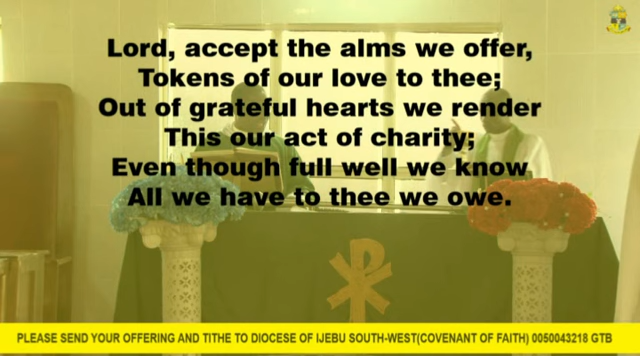 Lord, accept the alms we offer,
Tokens of our love to thee;
Out of grateful hearts we render
This our act of charity;
Even though full well we know
All we have to thee we owe.
PLEASE SEND YOUR OFFERING AND TITHE TO DIOCESE OF IJEBU SOUTH-WEST(COVENANT OF FAITH) 0050043218 GTB